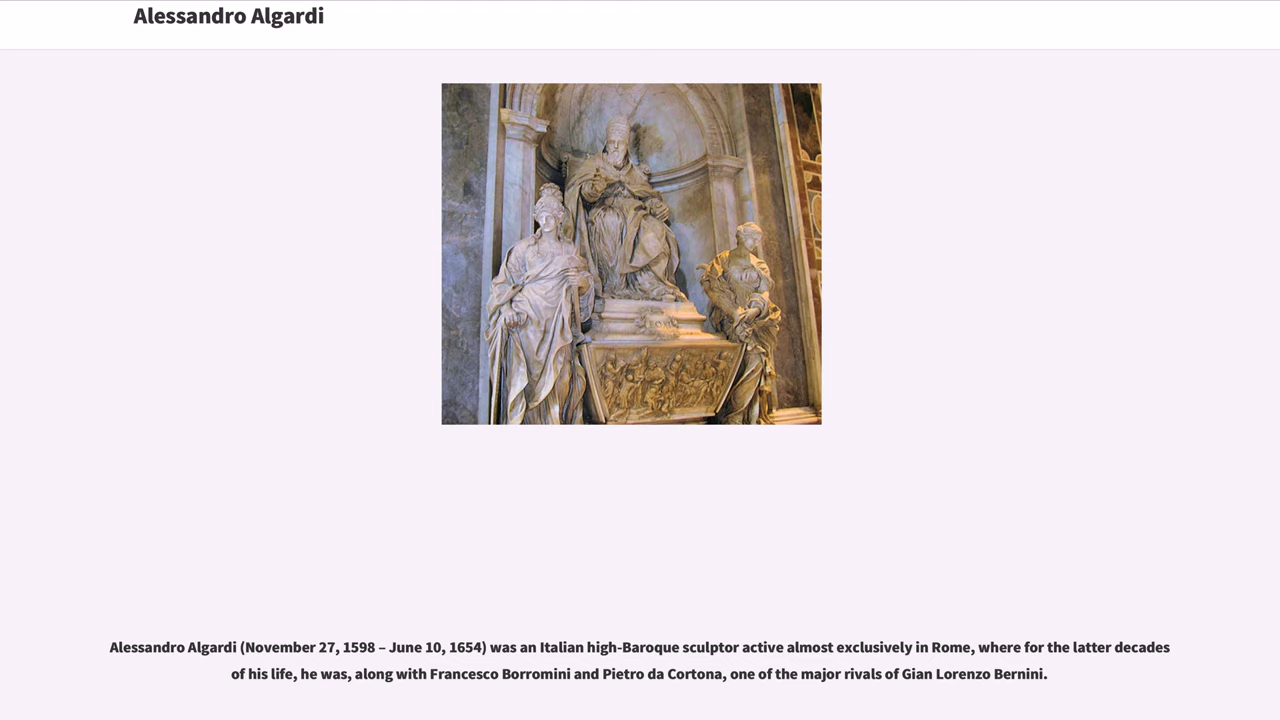 Alessandro Algardi
Alessandro Algardi (November 27, 1598 – June 10, 1654) was an Italian high-Baroque sculptor active almost exclusively in Rome, where for the latter decades
of his life, he was, along with Francesco Borromini and Pietro da Cortona, one of the major rivals of Gian Lorenzo Bernini.